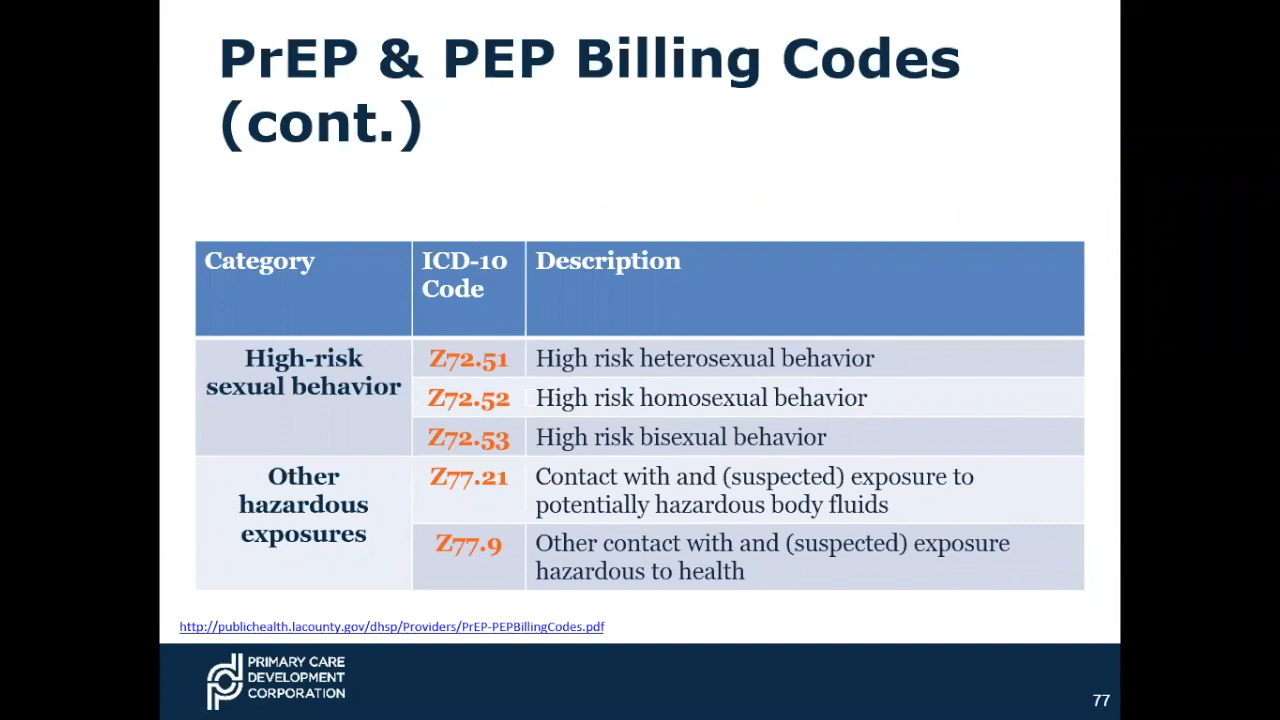 PrEP & PEP Billing Codes
(cont.)
Category
ICD-10
Code
Description
High-risk
sexual behavior
Z72.51
High risk heterosexual behavior
Z72.52
High risk homosexual behavior
Z72.53
High risk bisexual behavior
Other
hazardous
exposures
Z77.21
Contact with and (suspected) exposure to
potentially hazardous body fluids
Z77.9
Other contact with and (suspected) exposure
hazardous to health
http://publichealth.lacounty.gov/dhsp/Providers/PrEP-PEPBillingCodes.pdf
PRIMARY CARE
DEVELOPMENT
CORPORATION
77